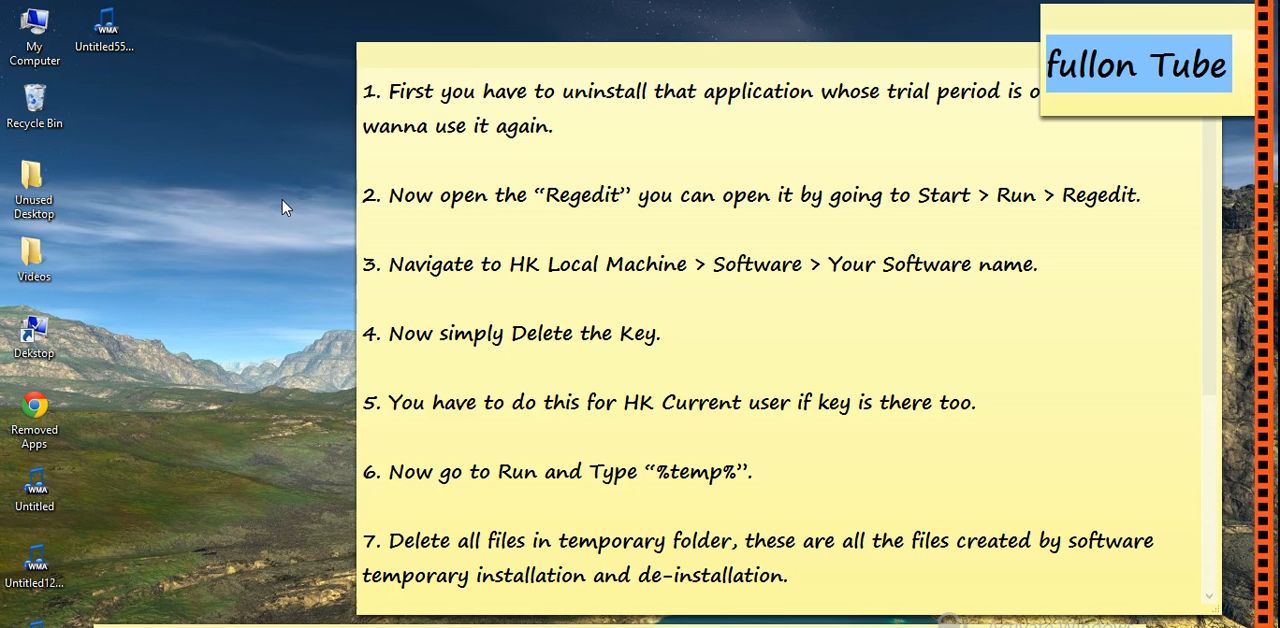 My
Computer
WMA
Untitled55...
Recycle Bin
Unused
Desktop
Videos
Dekstop
Removed
Apps
WMA
Untitled
WMA
Untitled12...
fullon Tube
1. First you have to uninstall that application whose trial period is
wanna use it again.
2. Now open the “Regedit” you can open it by going to Start > Run > Regedit.
3. Navigate to HK Local Machine > Software > Your Software name.
4. Now simply Delete the Key.
5. You have to do this for HK Current user if key is there too.
6. Now go to Run and Type “%temp%”.
7. Delete all files in temporary folder, these are all the files created by software
temporary installation and de-installation.